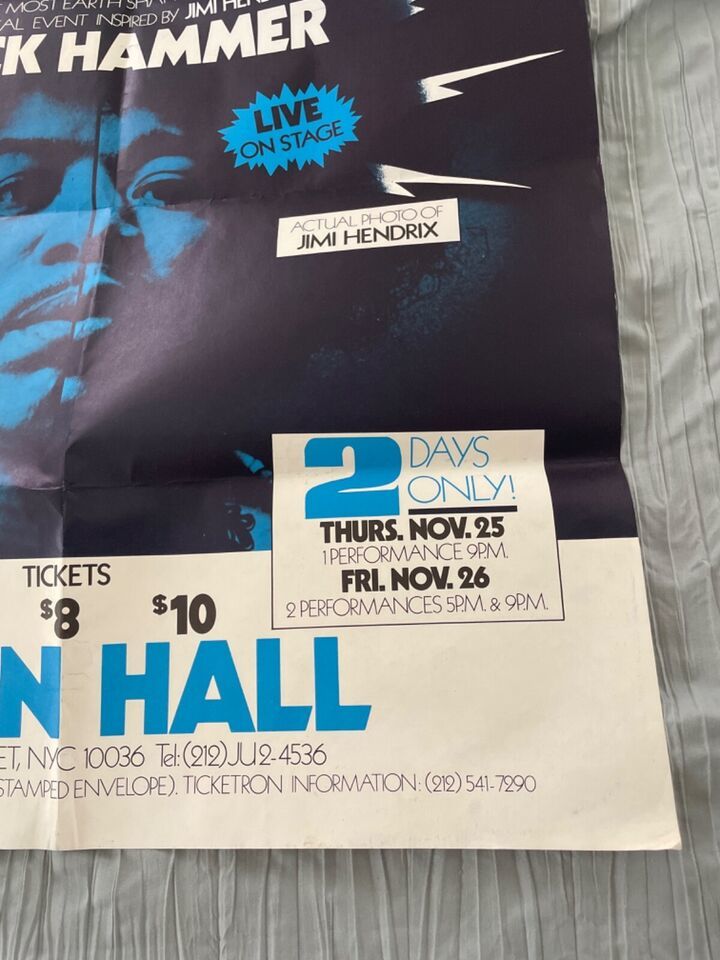 MOST EARTH
AL EVENT INSPIRED BY JIMI
CK HAMMER
LIVE
ON STAGE
ACTUAL PHOTO OF
JIMI HENDRIX
2 DAYS
ONLY!
THURS. NOV. 25
1 PERFORMANCE 9P.M.
FRI. NOV. 26
2 PERFORMANCES 5P.M. & 9P.M.
TICKETS
$8 $10
N HALL
ET, NYC 10036 Tel: (212) JU 2-4536
STAMPED ENVELOPE). TICKETRON INFORMATION: (212) 541-7290